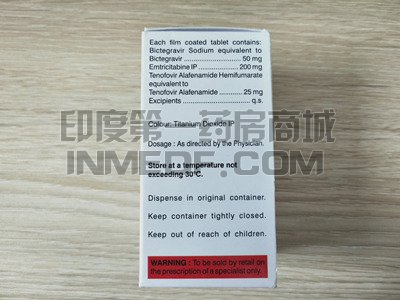 Each film coated tablet contains:
Bictegravir Sodium equivalent to
Bictegravir ........................ 50 mg
Emtricitabine IP ................ 200 mg
Tenofovir Alafenamide Hemifumarate
equivalent to
Tenofovir Alafenamide .......... 25 mg
Excipients ........................... q.s.
Colour: Titanium Dioxide IP
印度第一药房商城
Dosage : As directed by the Physician.
INMEDE.COM
Store at a temperature not
exceeding 30°C.
Dispense in original container.
Keep container tightly closed.
Keep out of reach of children.
WARNING : To be sold by retail on
the prescription of a specialist only.